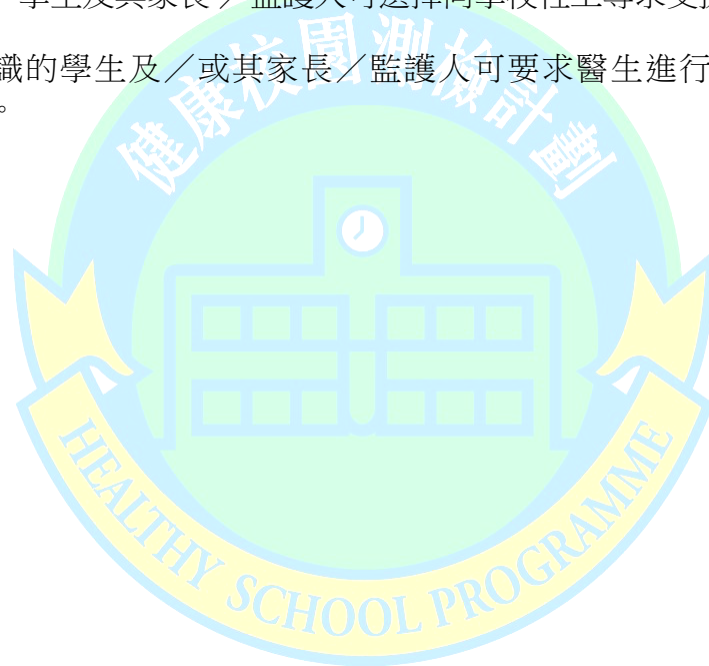 學生及其家長／監護人可選擇向學校社工尋求支援
識的學生及／或其家長／監護人可要求醫生進行
。
健康校園測檢計劃
HEALTHY SCHOOL PROGRAMME